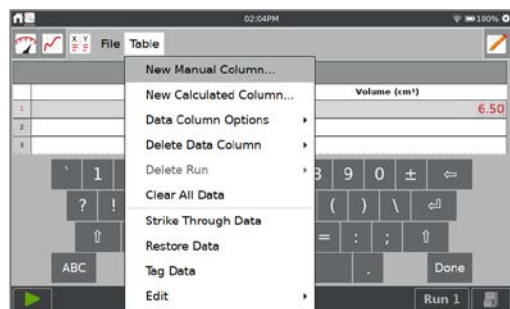 02:04PM 100%
X Y File Table
New Manual Column...
Volume (cm³)
New Calculated Column...
1 6.50
Data Column Options
2
Delete Data Column
3
Delete Run
` 1 3 9 0 ±
Clear All Data
? ! ( ) \
Strike Through Data
= : ;
Restore Data
ABC Tag Data . Done
Edit
Run 1